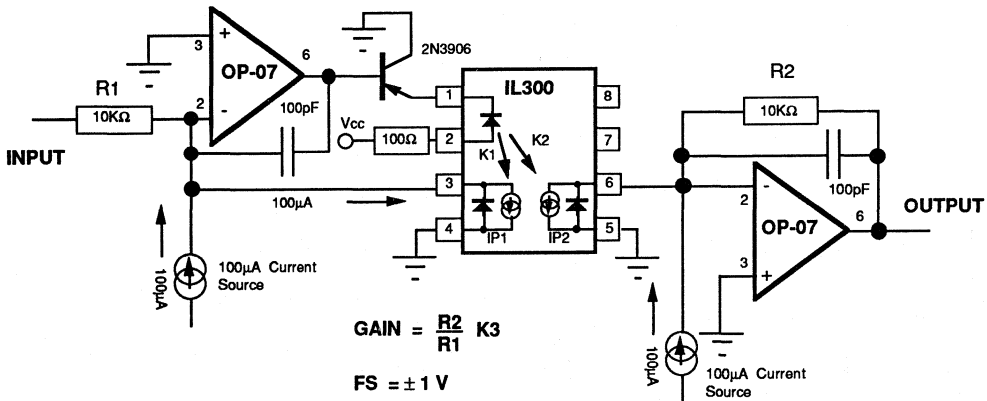 3
+
OP-07
6
2
-
R1
10KΩ
INPUT
100pF
2N3906
Vcc
100Ω
IL300
1
2
3
4
8
7
6
5
K1
K2
IP1
IP2
100µA
100µA
100µA Current
Source
GAIN = R2
R1 K3
FS = ± 1 V
R2
10KΩ
100pF
-
2
OP-07
6
3
+
OUTPUT
100µA
100µA Current
Source